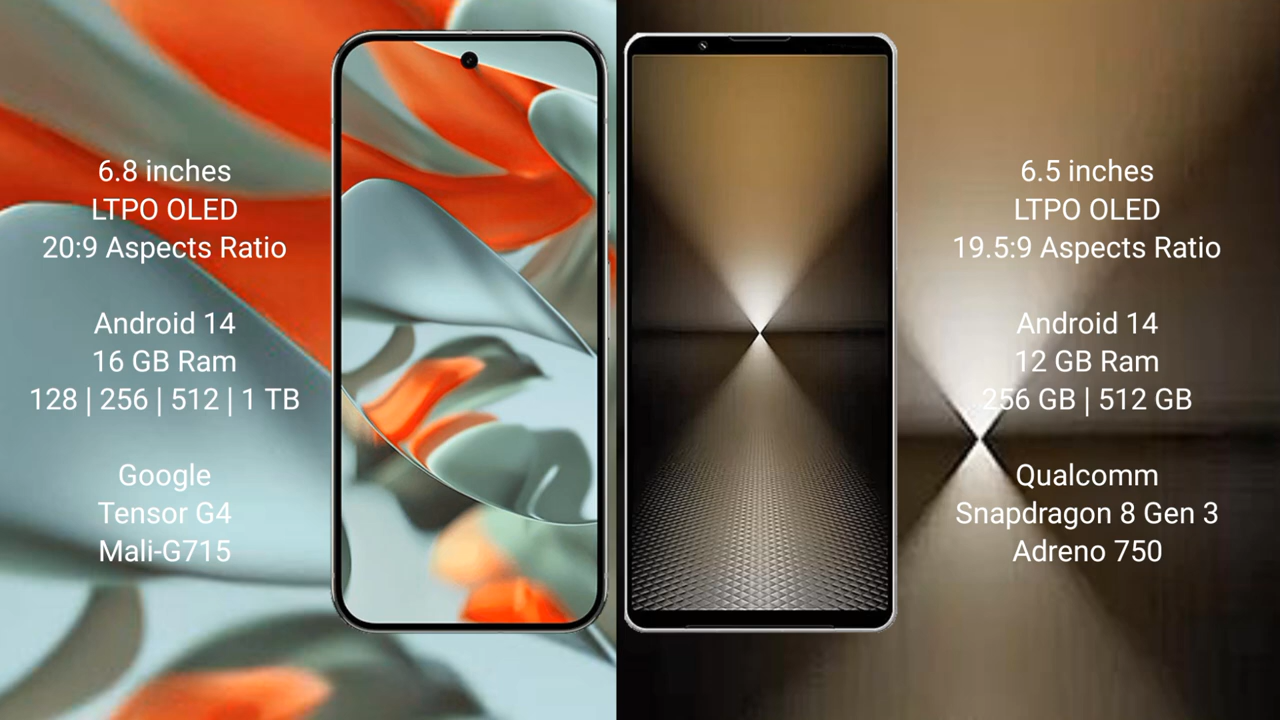 6.8 inches
LTPO OLED
20:9 Aspects Ratio
Android 14
16 GB Ram
128 | 256 | 512 | 1 TB
Google
Tensor G4
Mali-G715
6.5 inches
LTPO OLED
19.5:9 Aspects Ratio
Android 14
12 GB Ram
256 GB | 512 GB
Qualcomm
Snapdragon 8 Gen 3
Adreno 750